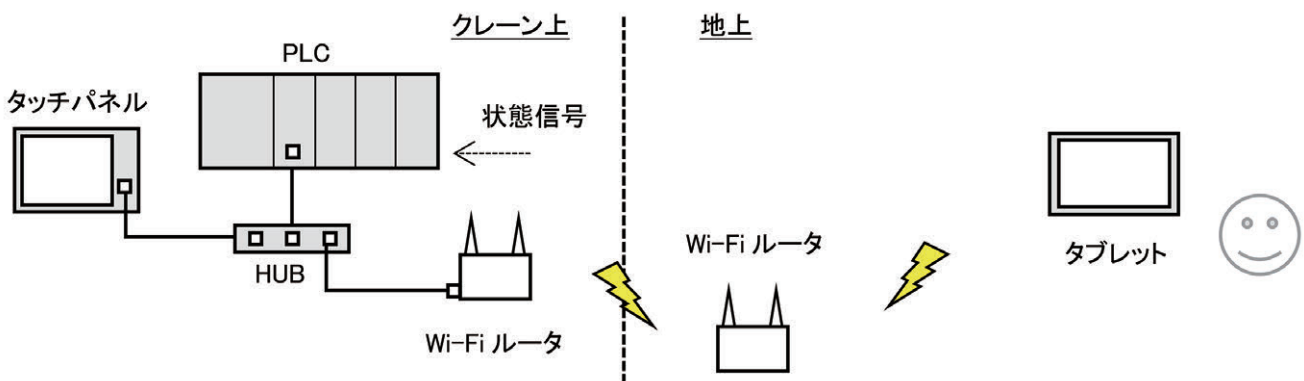 クレーン上
地上
PLC
タッチパネル
状態信号
Wi-Fi ルータ
タブレット
HUB
Wi-Fi ルータ